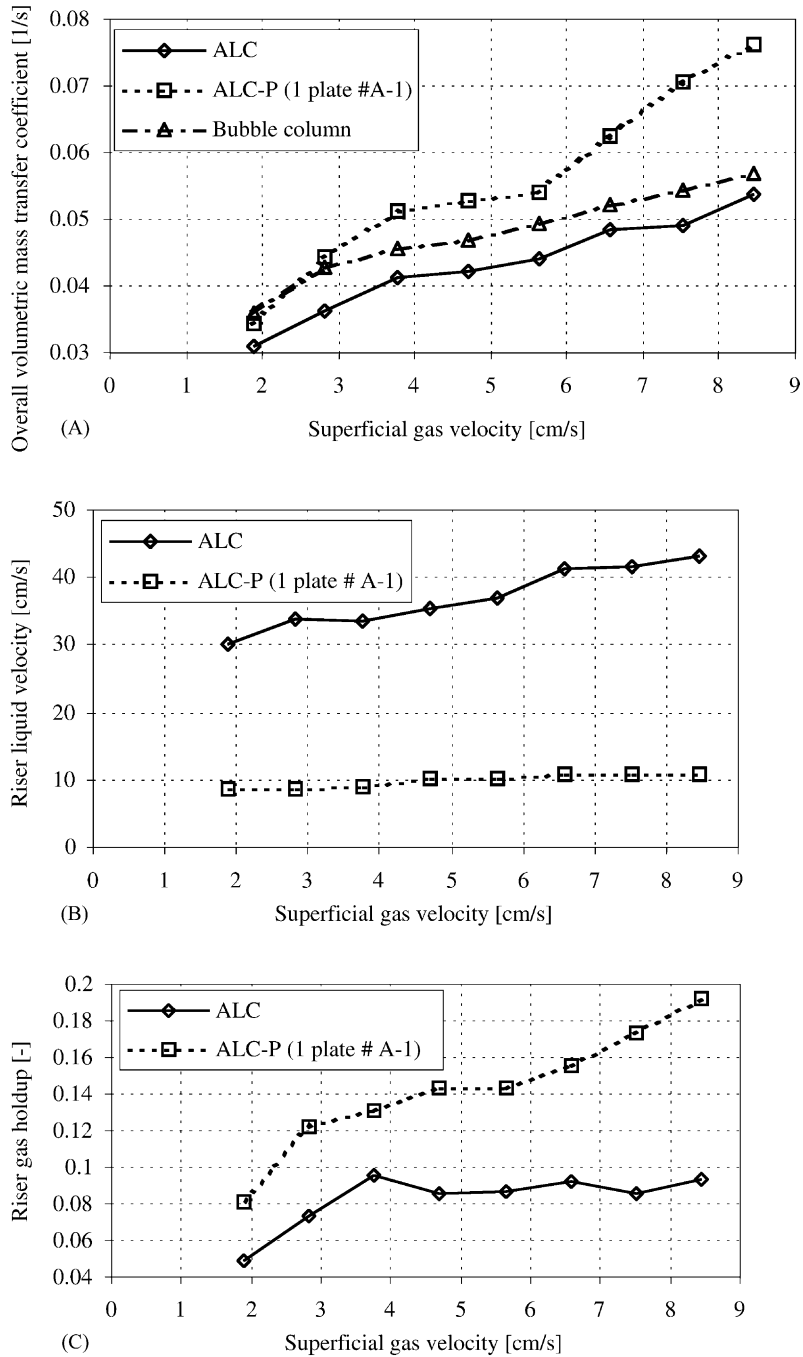 Overall volumetric mass transfer coefficient [1/s]
0.08
0.07
0.06
0.05
0.04
0.03
ALC
ALC-P (1 plate #A-1)
Bubble column
0 1 2 3 4 5 6 7 8 9
(A) Superficial gas velocity [cm/s]
Riser liquid velocity [cm/s]
50
40
30
20
10
0
ALC
ALC-P (1 plate # A-1)
0 1 2 3 4 5 6 7 8 9
(B) Superficial gas velocity [cm/s]
Riser gas holdup [-]
0.2
0.18
0.16
0.14
0.12
0.1
0.08
0.06
0.04
ALC
ALC-P (1 plate # A-1)
0 1 2 3 4 5 6 7 8 9
(C) Superficial gas velocity [cm/s]